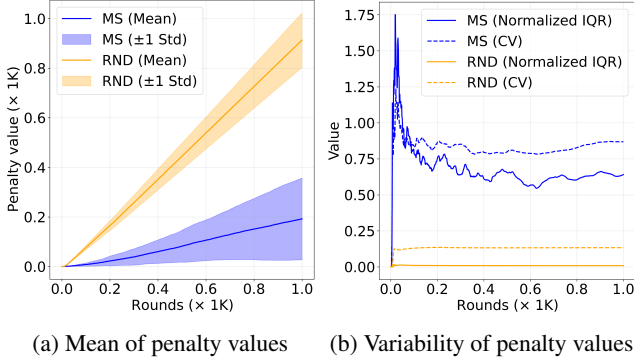 MS (Mean)
MS (±1 Std)
RND (Mean)
RND (±1 Std)
Penalty value (× 1K)
1.0
0.8
0.6
0.4
0.2
0.0
0.0 0.2 0.4 0.6 0.8 1.0
Rounds (× 1K)
(a) Mean of penalty values
MS (Normalized IQR)
MS (CV)
RND (Normalized IQR)
RND (CV)
Value
1.75
1.50
1.25
1.00
0.75
0.50
0.25
0.00
0.0 0.2 0.4 0.6 0.8 1.0
Rounds (× 1K)
(b) Variability of penalty values